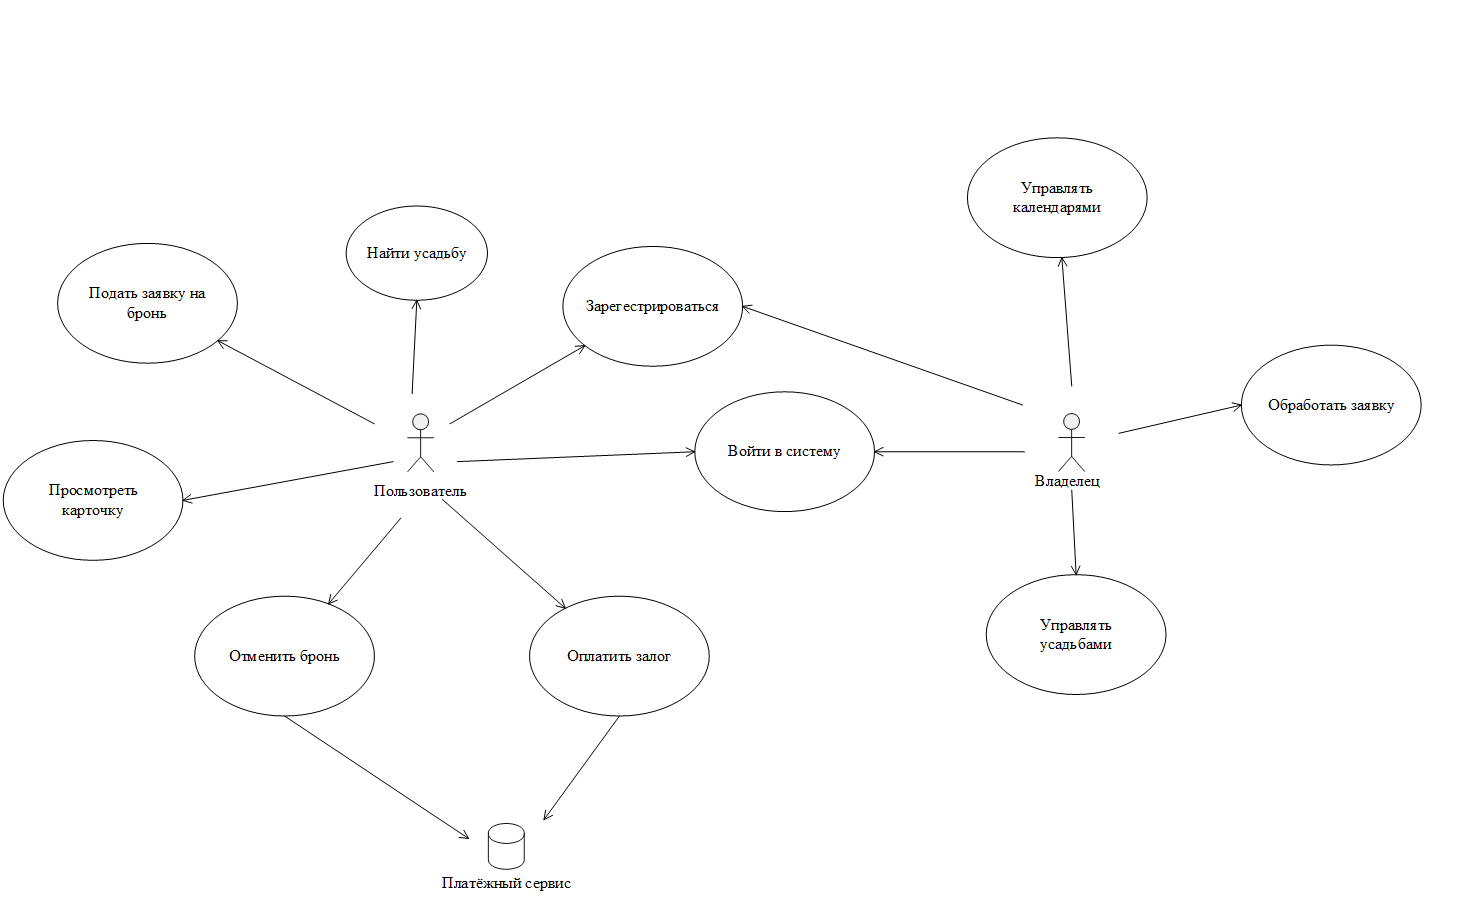 Управлять
календарями
Найти усадьбу
Подать заявку на
бронь
Зарегестрироваться
Обработать заявку
Войти в систему
Владелец
Просмотреть
карточку
Пользователь
Управлять
усадьбами
Отменить бронь
Оплатить залог
Платёжный сервис